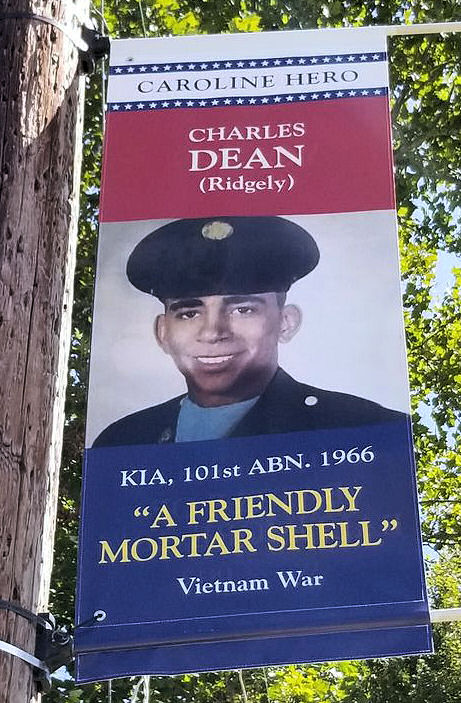 CAROLINE HERO
CHARLES
DEAN
(Ridgely)
KIA, 101st ABN. 1966
“A FRIENDLY
MORTAR SHELL”
Vietnam War